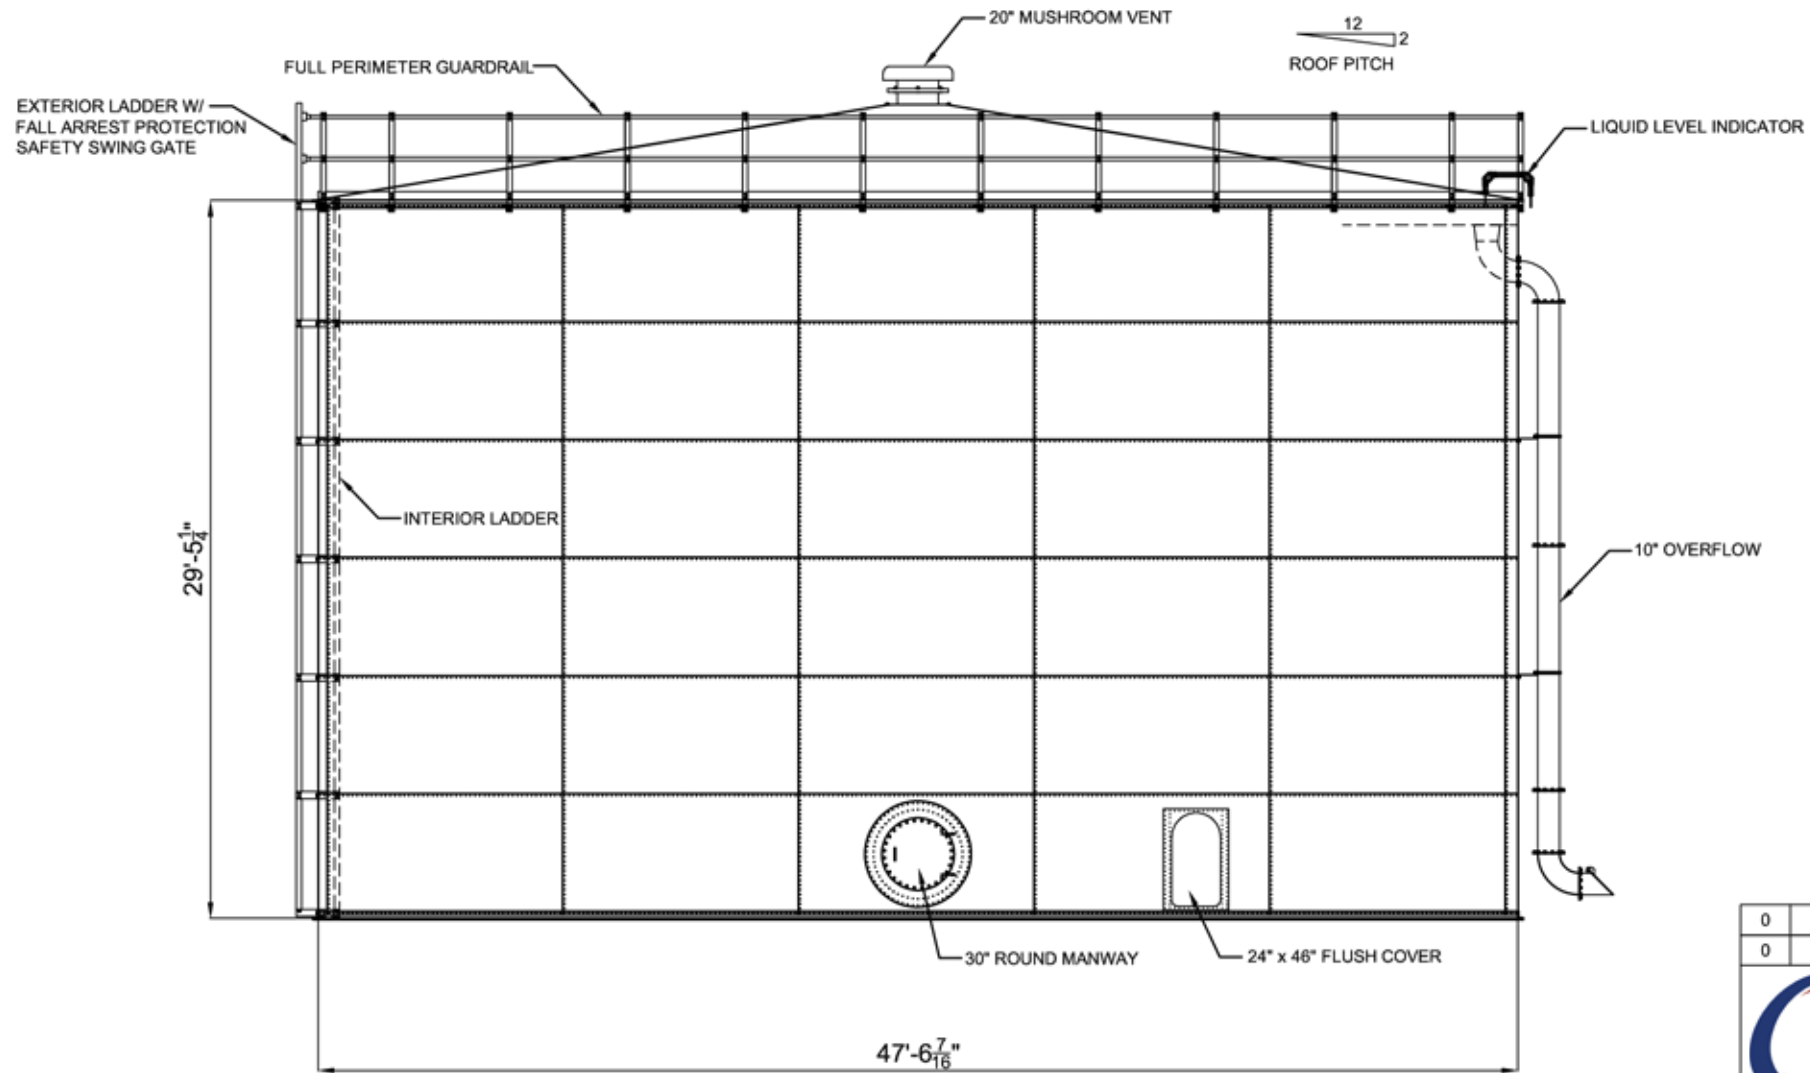 20" MUSHROOM VENT
12
2
ROOF PITCH
FULL PERIMETER GUARDRAIL
EXTERIOR LADDER W/
FALL ARREST PROTECTION
SAFETY SWING GATE
LIQUID LEVEL INDICATOR
INTERIOR LADDER
29'-5 1/4"
10" OVERFLOW
30" ROUND MANWAY
24" x 46" FLUSH COVER
47'-6 7/16"
0
0